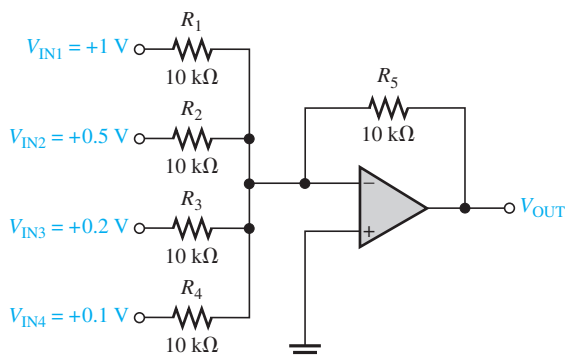 R1
VIN1 = +1 V
10 kΩ
R2
VIN2 = +0.5 V
10 kΩ
R3
VIN3 = +0.2 V
10 kΩ
R4
VIN4 = +0.1 V
10 kΩ
R5
10 kΩ
−
+
VOUT